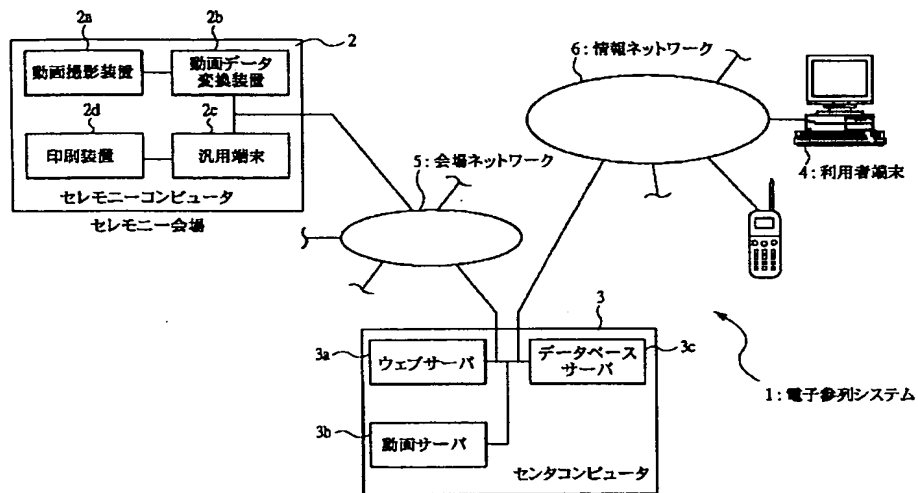 2a
2b
2
動画撮影装置
動画データ
変換装置
2d
2c
印刷装置
汎用端末
セレモニーコンピュータ
セレモニー会場
6:情報ネットワーク
4:利用者端末
5:会場ネットワーク
3
3a
ウェブサーバ
データベース
サーバ
3c
3b
動画サーバ
センタコンピュータ
1:電子参列システム